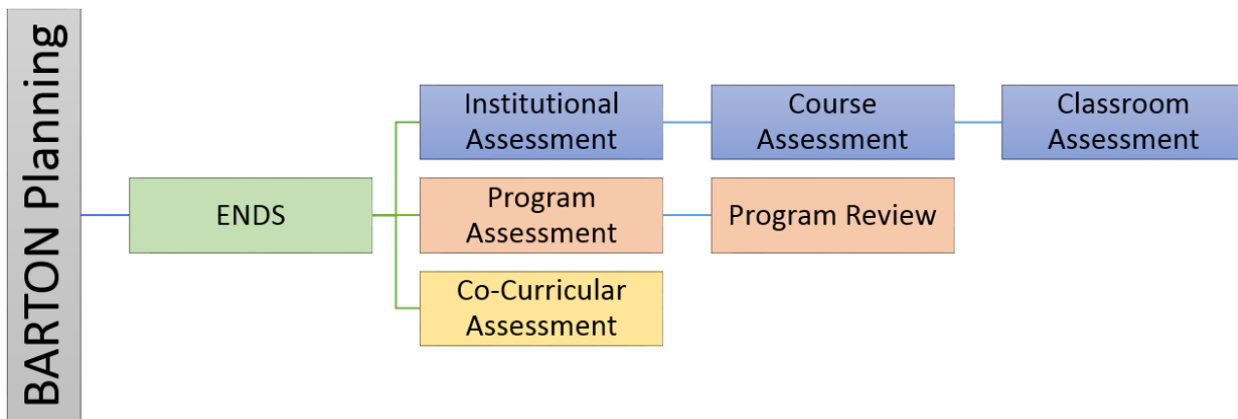 BARTON Planning
ENDS
Institutional
Assessment
Course
Assessment
Classroom
Assessment
Program
Assessment
Program Review
Co-Curricular
Assessment